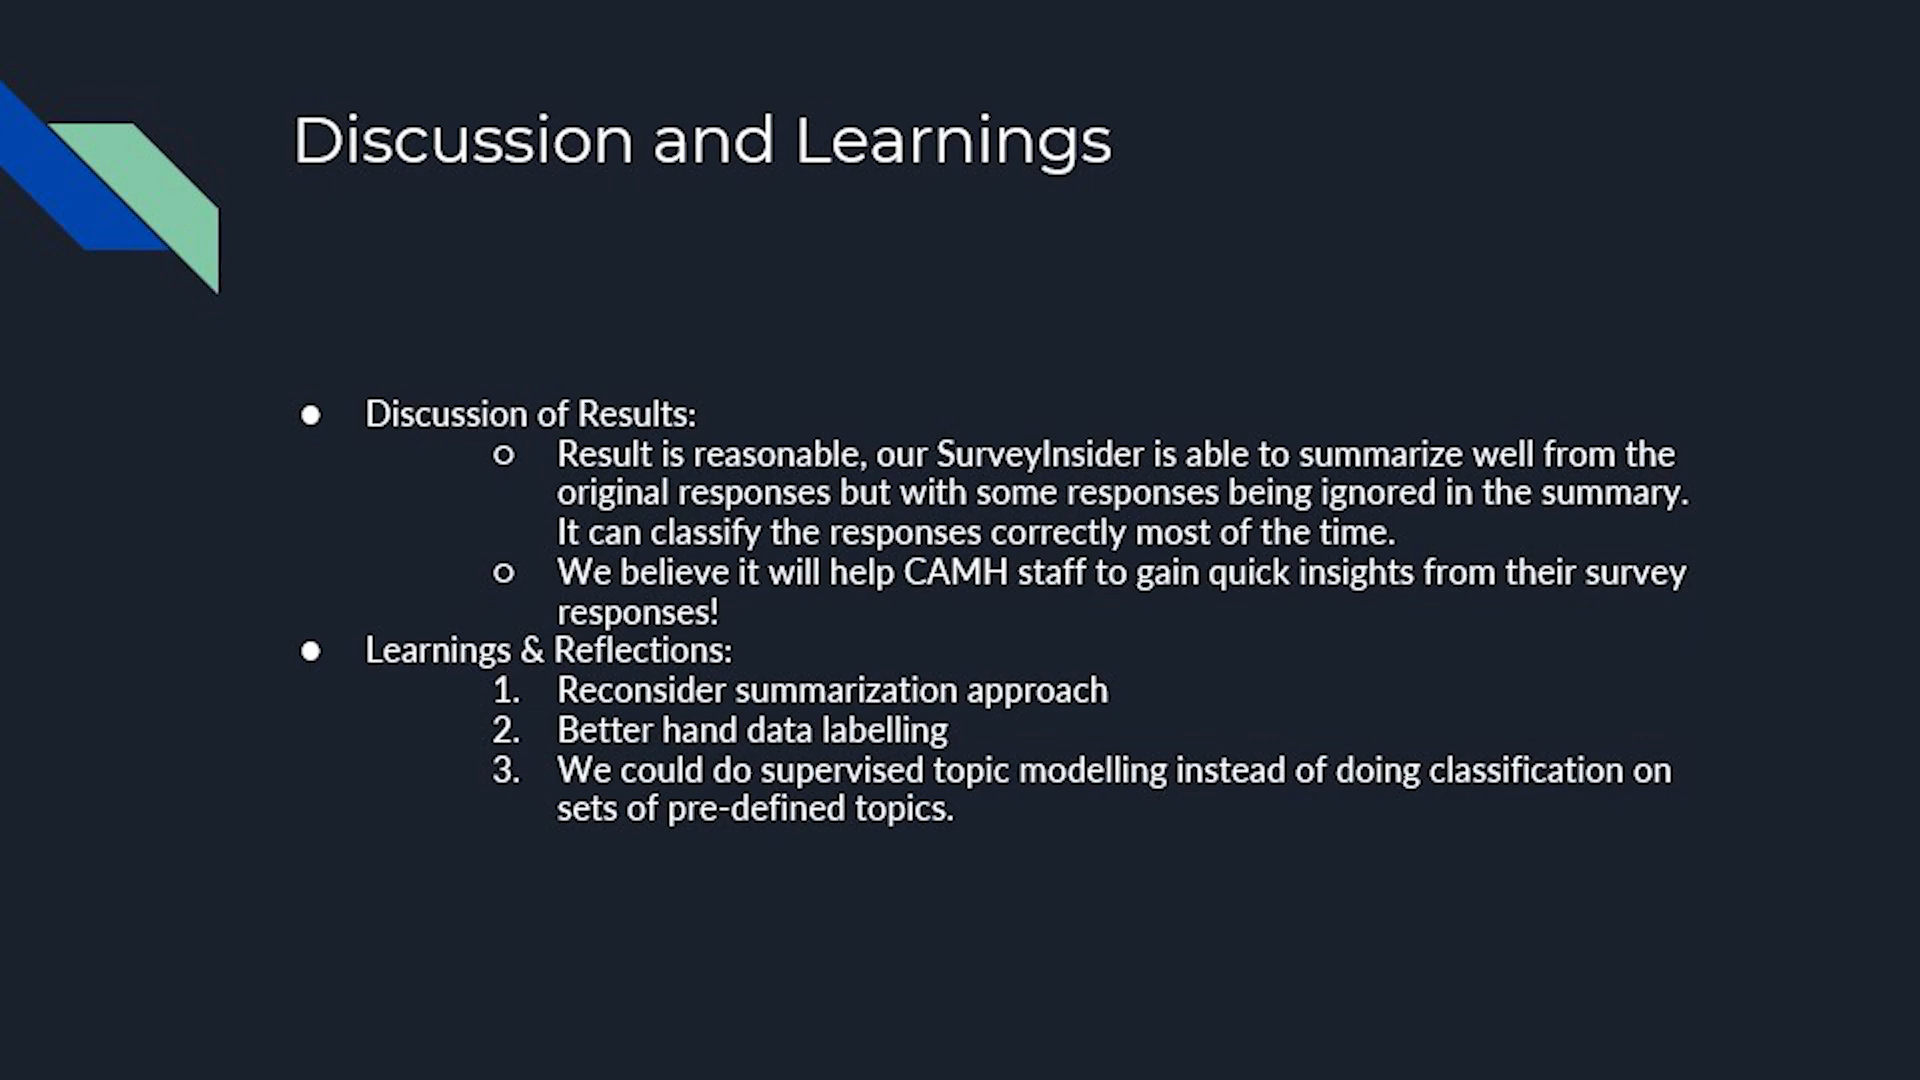 Discussion and Learnings
● Discussion of Results:
○ Result is reasonable, our SurveyInsider is able to summarize well from the
original responses but with some responses being ignored in the summary.
It can classify the responses correctly most of the time.
○ We believe it will help CAMH staff to gain quick insights from their survey
responses!
● Learnings & Reflections:
1. Reconsider summarization approach
2. Better hand data labelling
3. We could do supervised topic modelling instead of doing classification on
sets of pre-defined topics.